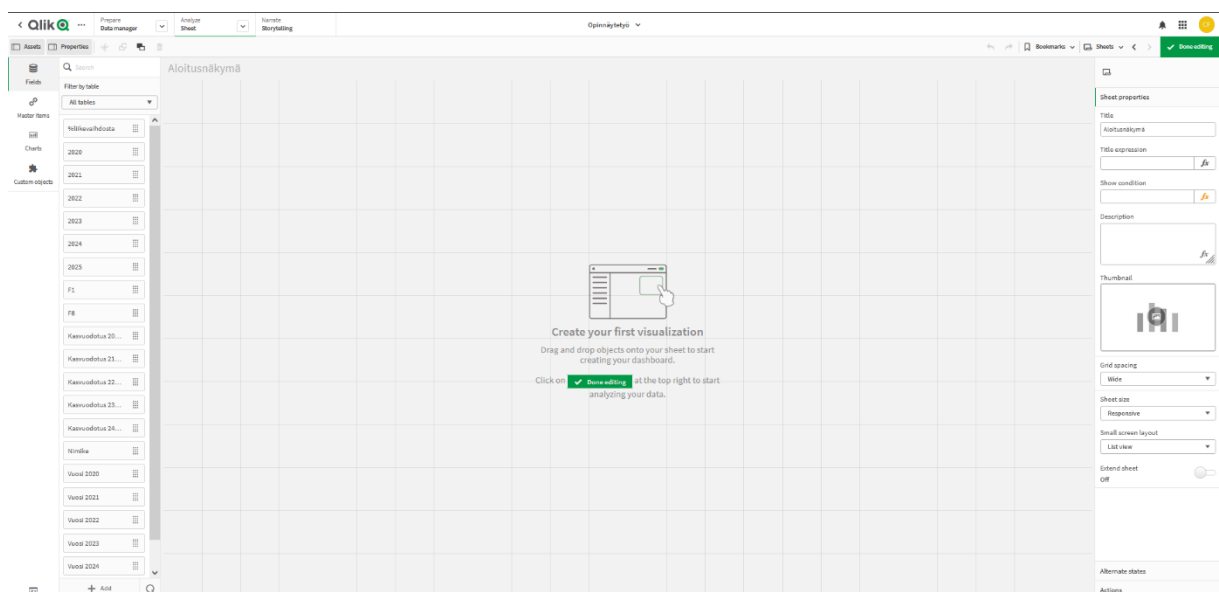 Qlik
Prepare
Data manager
Analyze
Sheet
Narrate
Storytelling
Opinnäytetyö
Assets
Properties
Bookmarks
Sheets
Done editing
Fields
Master items
Charts
Custom objects
Search
Filter by table
All tables
2020
2021
2022
2023
2024
2025
F1
F8
Kasvuodotus 20...
Kasvuodotus 21...
Kasvuodotus 22...
Kasvuodotus 23...
Kasvuodotus 24...
Nimike
Vuosi 2020
Vuosi 2021
Vuosi 2022
Vuosi 2023
Vuosi 2024
Add
Aloitusnäkymä
Create your first visualization
Drag and drop objects onto your sheet to start
creating your dashboard.
Click on Done editing at the top right to start
analyzing your data.
Sheet properties
Title
Aloitusnäkymä
Title expression
fx
Show condition
fx
Description
fx
Thumbnail
Grid spacing
Wide
Sheet size
Responsive
Small screen layout
List view
Extend sheet
Off
Alternate states
Actions